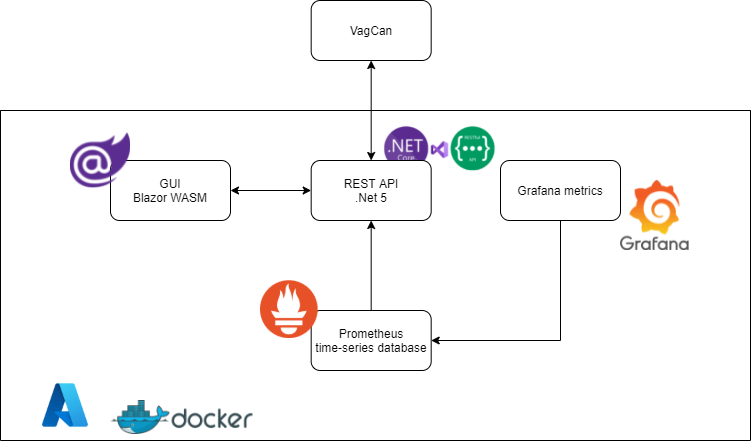 VagCan
.NET
Core
RESTful
API
GUI
Blazor WASM
REST API
.Net 5
Grafana metrics
Grafana
Prometheus
time-series database
docker